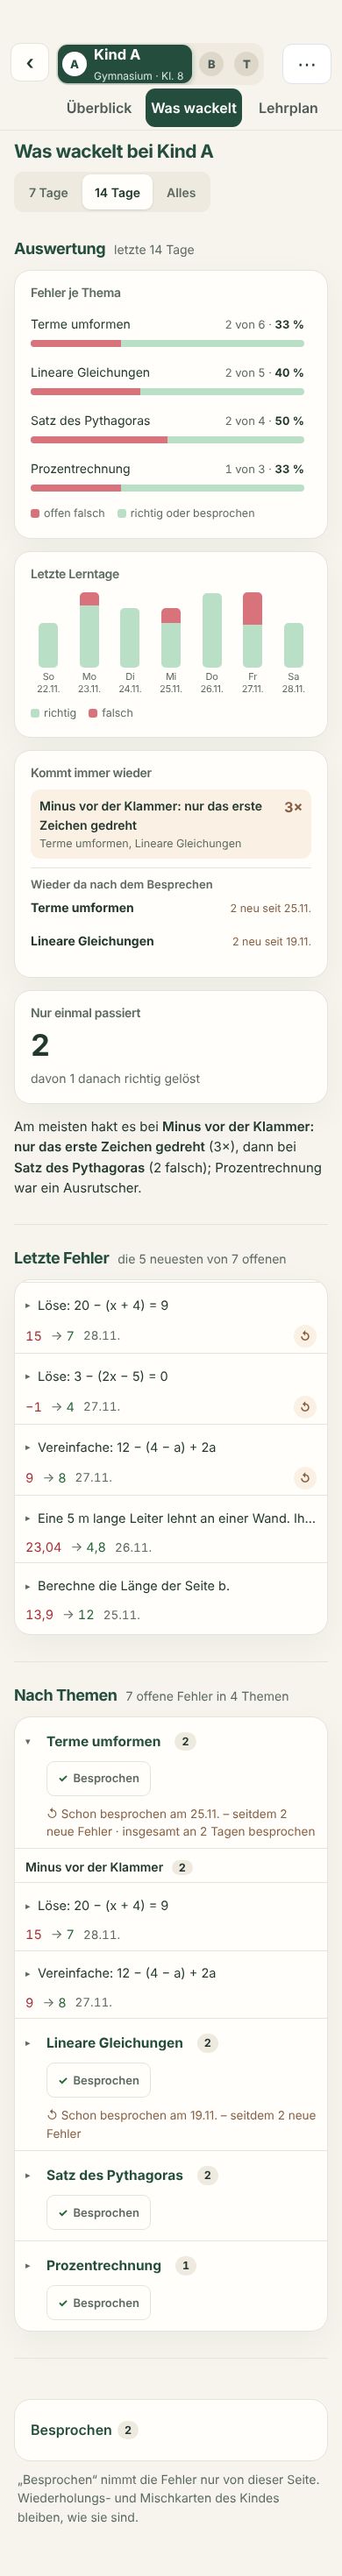 ‹
A
Kind A
Gymnasium · Kl. 8
B
T
···
Überblick
Was wackelt
Lehrplan
Was wackelt bei Kind A
7 Tage
14 Tage
Alles
Auswertung letzte 14 Tage
Fehler je Thema
Terme umformen 2 von 6 · 33 %
Lineare Gleichungen 2 von 5 · 40 %
Satz des Pythagoras 2 von 4 · 50 %
Prozentrechnung 1 von 3 · 33 %
offen falsch richtig oder besprochen
Letzte Lerntage
So Mo Di Mi Do Fr Sa
22.11. 23.11. 24.11. 25.11. 26.11. 27.11. 28.11.
richtig falsch
Kommt immer wieder
Minus vor der Klammer: nur das erste 3×
Zeichen gedreht
Terme umformen, Lineare Gleichungen
Wieder da nach dem Besprechen
Terme umformen 2 neu seit 25.11.
Lineare Gleichungen 2 neu seit 19.11.
Nur einmal passiert
2
davon 1 danach richtig gelöst
Am meisten hakt es bei Minus vor der Klammer:
nur das erste Zeichen gedreht (3×), dann bei
Satz des Pythagoras (2 falsch); Prozentrechnung
war ein Ausrutscher.
Letzte Fehler die 5 neuesten von 7 offenen
▸ Löse: 20 − (x + 4) = 9
15 → 7 28.11. ↺
▸ Löse: 3 − (2x − 5) = 0
−1 → 4 27.11. ↺
▸ Vereinfache: 12 − (4 − a) + 2a
9 → 8 27.11. ↺
▸ Eine 5 m lange Leiter lehnt an einer Wand. Ih...
23,04 → 4,8 26.11.
▸ Berechne die Länge der Seite b.
13,9 → 12 25.11.
Nach Themen 7 offene Fehler in 4 Themen
▾ Terme umformen 2
✓ Besprochen
↺ Schon besprochen am 25.11. – seitdem 2
neue Fehler · insgesamt an 2 Tagen besprochen
Minus vor der Klammer 2
▸ Löse: 20 − (x + 4) = 9
15 → 7 28.11.
▸ Vereinfache: 12 − (4 − a) + 2a
9 → 8 27.11.
▸ Lineare Gleichungen 2
✓ Besprochen
↺ Schon besprochen am 19.11. – seitdem 2 neue
Fehler
▸ Satz des Pythagoras 2
✓ Besprochen
▸ Prozentrechnung 1
✓ Besprochen
Besprochen 2
„Besprochen“ nimmt die Fehler nur von dieser Seite.
Wiederholungs- und Mischkarten des Kindes
bleiben, wie sie sind.